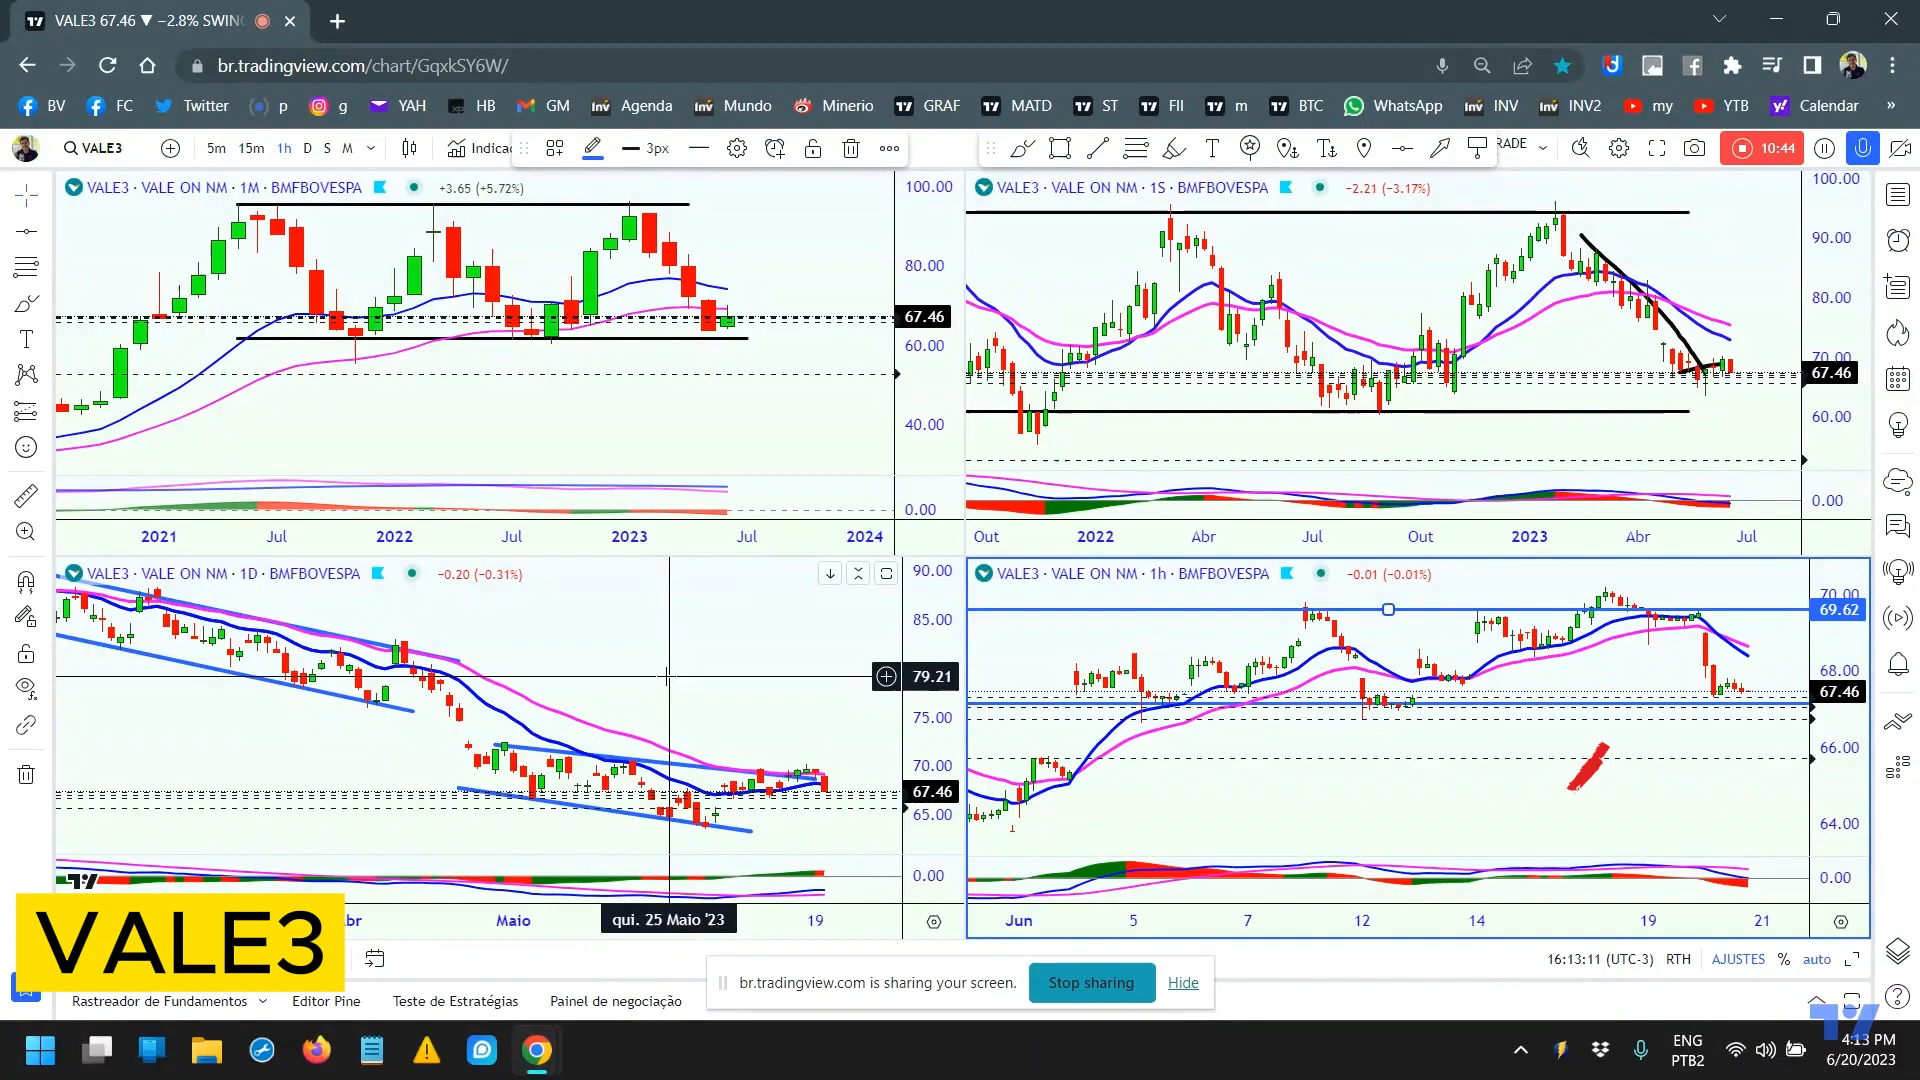 VALE3 67.46 ▼ −2.8% SWIN
br.tradingview.com/chart/GqxkSY6W/
BV FC Twitter p g YAH HB GM Agenda Mundo Minerio GRAF MATD ST FII m BTC WhatsApp INV INV2 my YTB Calendar »
VALE3 5m 15m 1h D S M Indica 3px RADE 10:44
VALE3 · VALE ON NM · 1M · BMFBOVESPA +3.65 (+5.72%)
100.00
80.00
67.46
60.00
40.00
0.00
2021 Jul 2022 Jul 2023 Jul 2024
VALE3 · VALE ON NM · 1S · BMFBOVESPA −2.21 (−3.17%)
100.00
90.00
80.00
70.00
67.46
60.00
0.00
Out 2022 Abr Jul Out 2023 Abr Jul
VALE3 · VALE ON NM · 1D · BMFBOVESPA −0.20 (−0.31%)
90.00
85.00
79.21
75.00
70.00
67.46
65.00
0.00
Maio qui. 25 Maio '23 19
VALE3 · VALE ON NM · 1h · BMFBOVESPA −0.01 (−0.01%)
70.00
69.62
68.00
67.46
66.00
64.00
0.00
Jun 5 7 12 14 19 21
VALE3
16:13:11 (UTC-3) RTH AJUSTES % auto
br.tradingview.com is sharing your screen. Stop sharing Hide
Rastreador de Fundamentos Editor Pine Teste de Estratégias Painel de negociação
ENG
PTB2
4:13 PM
6/20/2023